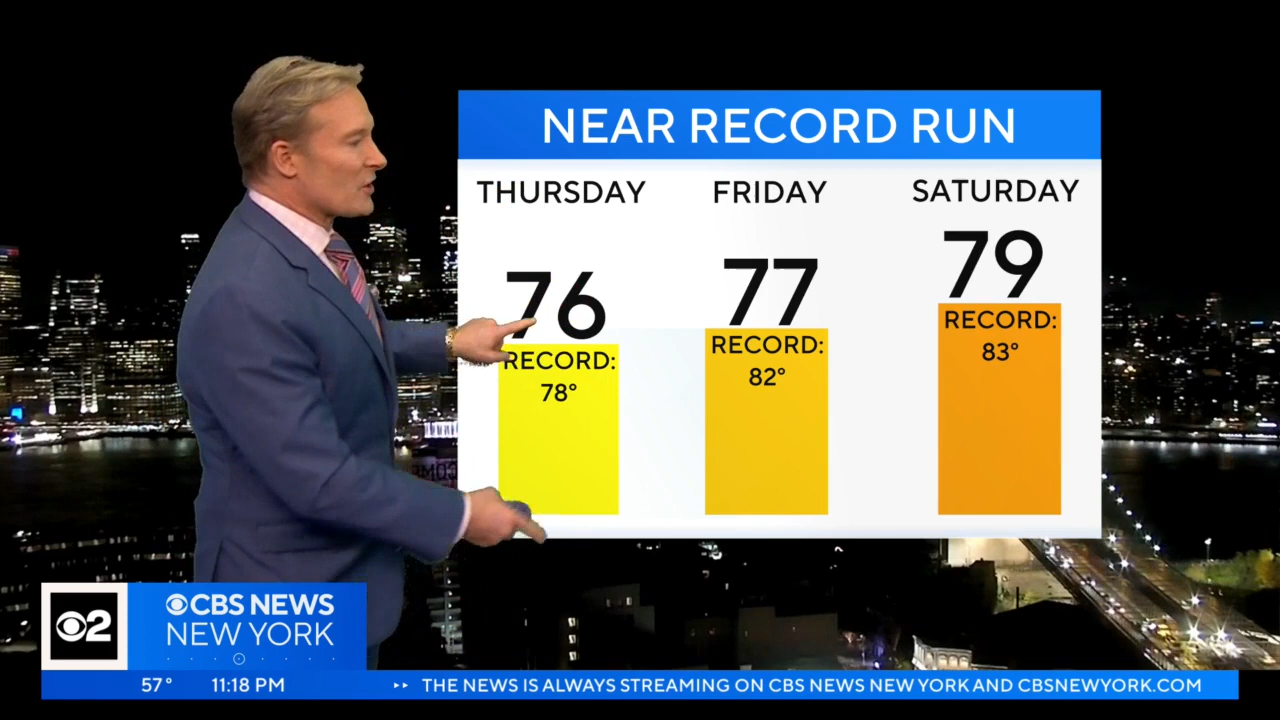 NEAR RECORD RUN
THURSDAY
FRIDAY
SATURDAY
76
77
79
RECORD:
78°
RECORD:
82°
RECORD:
83°
2
CBS NEWS
NEW YORK
57° 11:18 PM
THE NEWS IS ALWAYS STREAMING ON CBS NEWS NEW YORK AND CBSNEWYORK.COM